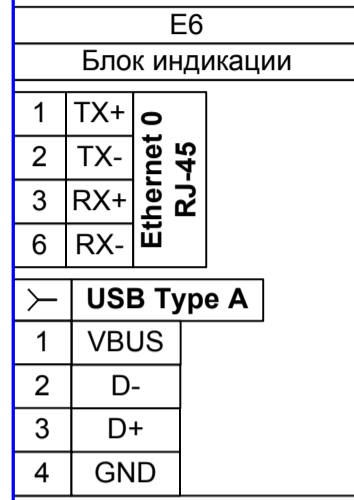 E6
Блок индикации
1 TX+
2 TX-
3 RX+
6 RX-
Ethernet 0
RJ-45
USB Type A
1 VBUS
2 D-
3 D+
4 GND